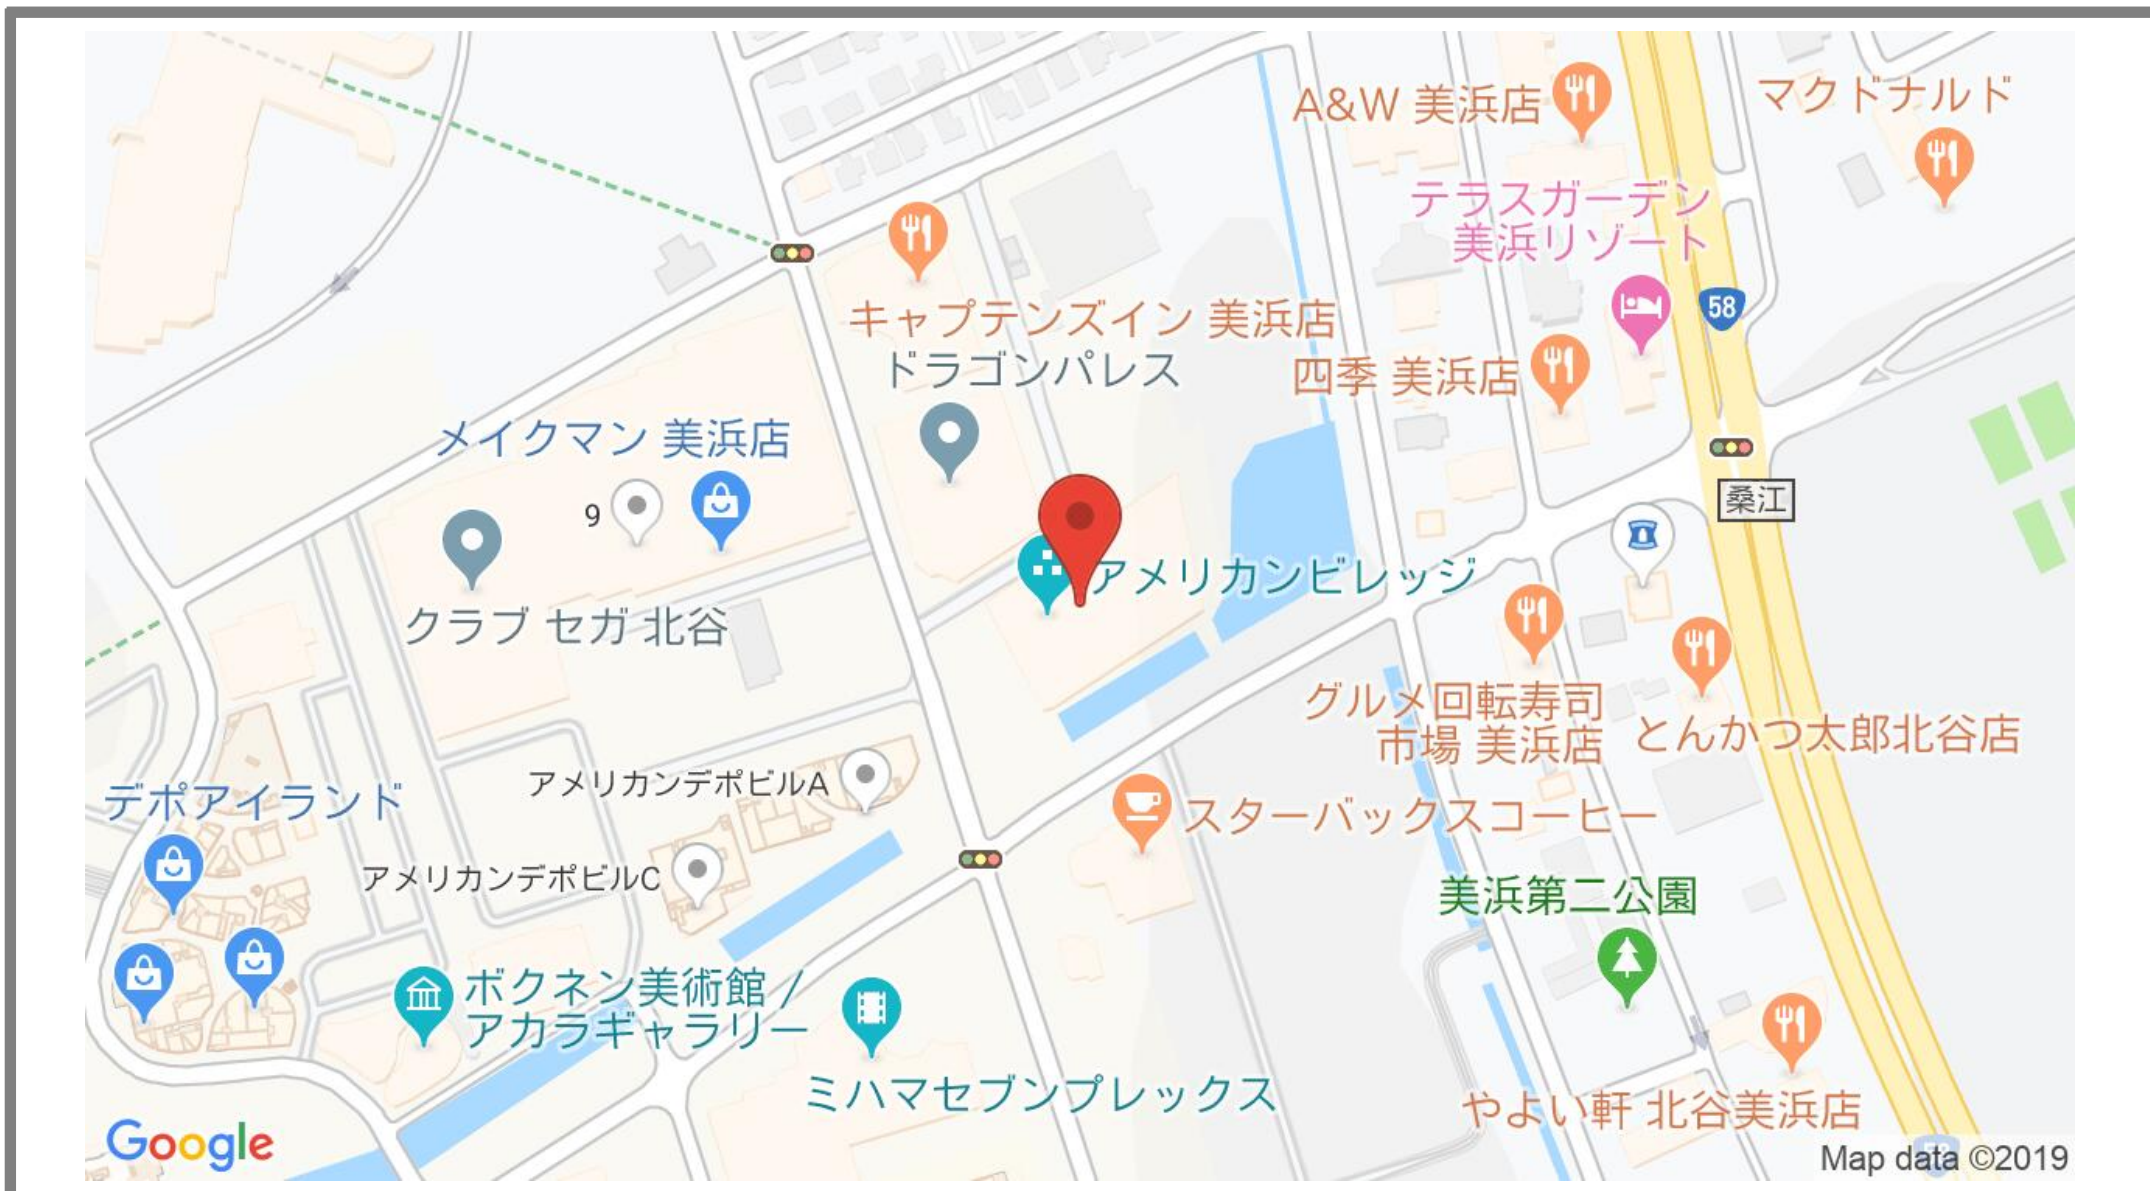 A&W 美浜店
マクドナルド
テラスガーデン
美浜リゾート
58
キャプテンズイン 美浜店
ドラゴンパレス
四季 美浜店
メイクマン 美浜店
9
桑江
アメリカンビレッジ
クラブ セガ 北谷
グルメ回転寿司
市場 美浜店
とんかつ太郎北谷店
アメリカンデポビルA
デポアイランド
スターバックスコーヒー
アメリカンデポビルC
美浜第二公園
ボクネン美術館 /
アカラギャラリー
ミハマセブンプレックス
やよい軒 北谷美浜店
Google
58
Map data ©2019